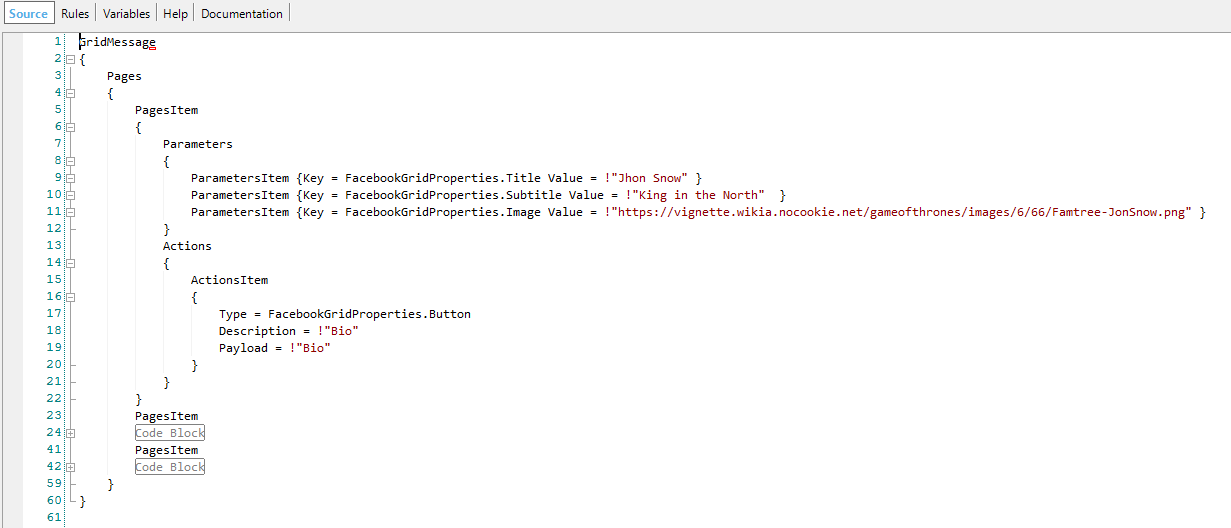 Source Rules Variables Help Documentation
1 GridMessage
2 {
3 Pages
4 {
5 PagesItem
6 {
7 Parameters
8 {
9 ParametersItem {Key = FacebookGridProperties.Title Value = !"Jhon Snow" }
10 ParametersItem {Key = FacebookGridProperties.Subtitle Value = !"King in the North"  }
11 ParametersItem {Key = FacebookGridProperties.Image Value = !"https://vignette.wikia.nocookie.net/gameofthrones/images/6/66/Famtree-JonSnow.png" }
12 }
13 Actions
14 {
15 ActionsItem
16 {
17 Type = FacebookGridProperties.Button
18 Description = !"Bio"
19 Payload = !"Bio"
20 }
21 }
22 }
23 PagesItem
24 Code Block
41 PagesItem
42 Code Block
59 }
60 }
61